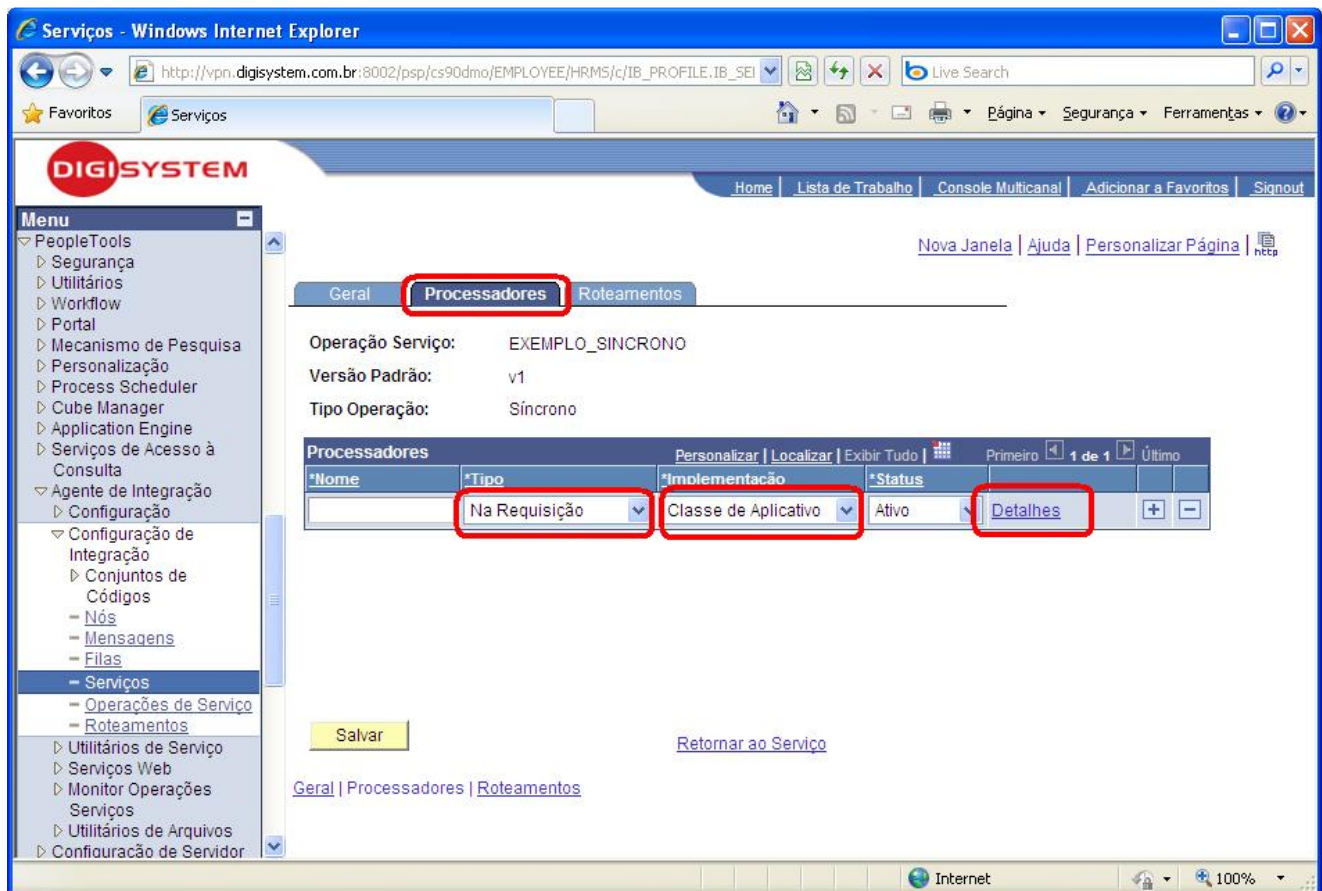 Serviços - Windows Internet Explorer
http://vpn.digisystem.com.br:8002/psp/cs90dmo/EMPLOYEE/HRMS/c/IB_PROFILE.IB_SEI
Live Search
Favoritos
Serviços
Página
Segurança
Ferramentas
DIGISYSTEM
Home | Lista de Trabalho | Console Multicanal | Adicionar a Favoritos | Signout
Menu
PeopleTools
Segurança
Utilitários
Workflow
Portal
Mecanismo de Pesquisa
Personalização
Process Scheduler
Cube Manager
Application Engine
Serviços de Acesso à
Consulta
Agente de Integração
Configuração
Configuração de
Integração
Conjuntos de
Códigos
Nós
Mensagens
Filas
Serviços
Operações de Serviço
Roteamentos
Utilitários de Serviço
Serviços Web
Monitor Operações
Serviços
Utilitários de Arquivos
Configuração de Servidor
Nova Janela | Ajuda | Personalizar Página | http
Geral Processadores Roteamentos
Operação Serviço: EXEMPLO_SINCRONO
Versão Padrão: v1
Tipo Operação: Síncrono
Processadores Personalizar | Localizar | Exibir Tudo | Primeiro 1 de 1 Último
*Nome *Tipo *Implementação *Status
Na Requisição Classe de Aplicativo Ativo Detalhes
Salvar
Retornar ao Serviço
Geral | Processadores | Roteamentos
Internet
100%